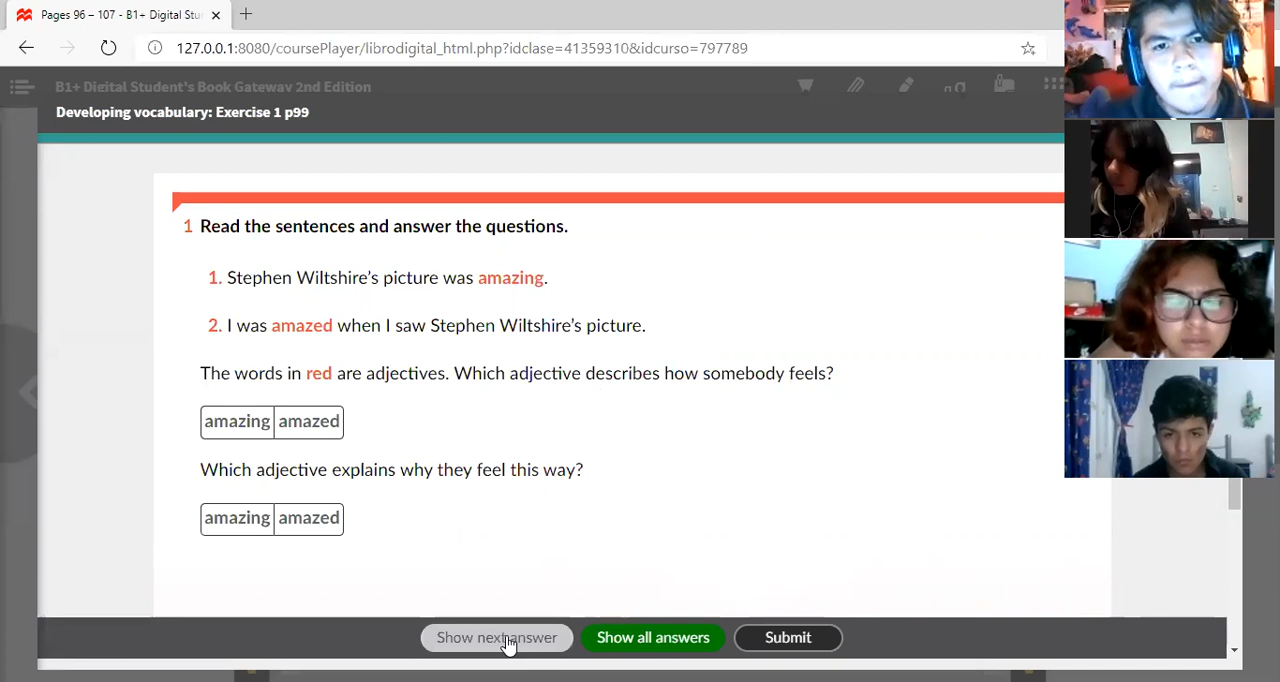 Pages 96 – 107 - B1+ Digital Stu
127.0.0.1:8080/coursePlayer/librodigital_html.php?idclase=41359310&idcurso=797789
B1+ Digital Student's Book Gateway 2nd Edition
Developing vocabulary: Exercise 1 p99
1 Read the sentences and answer the questions.
1. Stephen Wiltshire's picture was amazing.
2. I was amazed when I saw Stephen Wiltshire's picture.
The words in red are adjectives. Which adjective describes how somebody feels?
amazing amazed
Which adjective explains why they feel this way?
amazing amazed
Show next answer Show all answers Submit